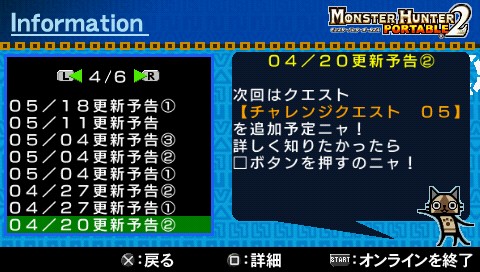 Information
MONSTER HUNTER
PORTABLE 2
L 4/6 R
05/18更新予告①
05/11更新予告
05/04更新予告③
05/04更新予告②
05/04更新予告①
04/27更新予告②
04/27更新予告①
04/20更新予告②
04/20更新予告②
次回はクエスト
【チャレンジクエスト 05】
を追加予定ニャ！
詳しく知りたかったら
□ボタンを押すのニャ！
×:戻る □:詳細 START:オンラインを終了